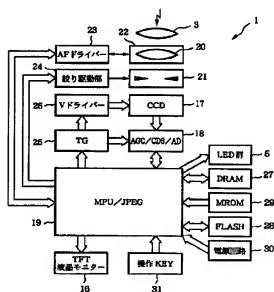 23
22
3
1
AFドライバー
20
24
絞り駆動部
21
26
Vドライバー
CCD
17
25
TG
AGC/CDS/AD
18
LED群
5
DRAM
27
19
MPU/JPEG
MROM
29
FLASH
28
電源回路
30
TFT
液晶モニター
操作KEY
16
31